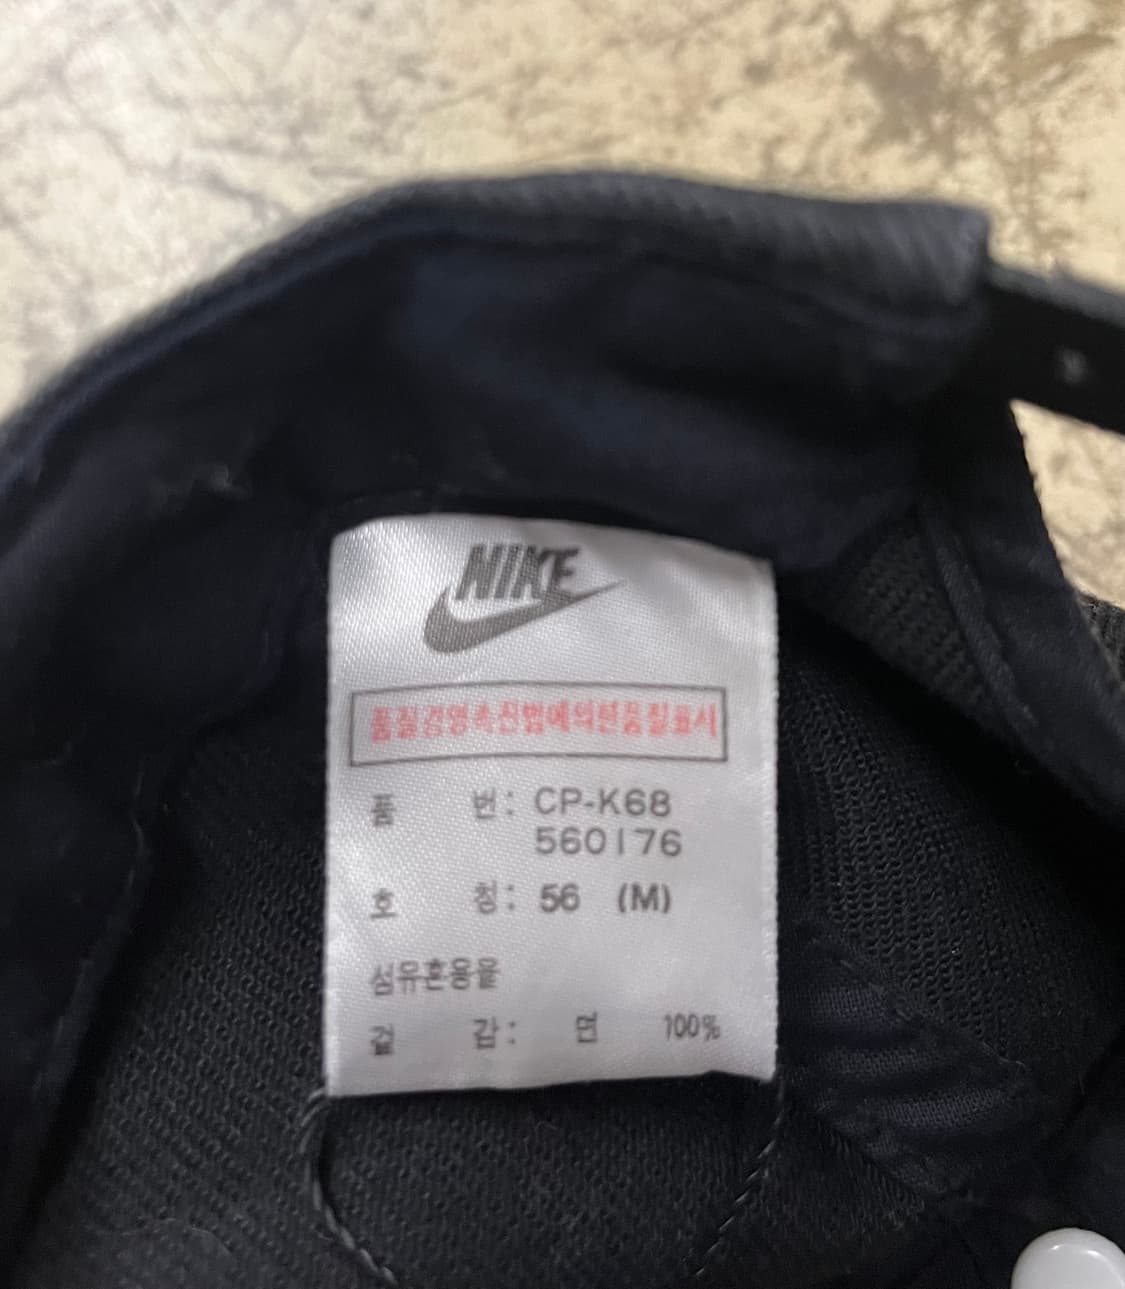 NIKE
품질경영촉진법에의한품질표시
품 번: CP-K68
560176
호 칭: 56 (M)
섬유혼용율
겉 감: 면 100%